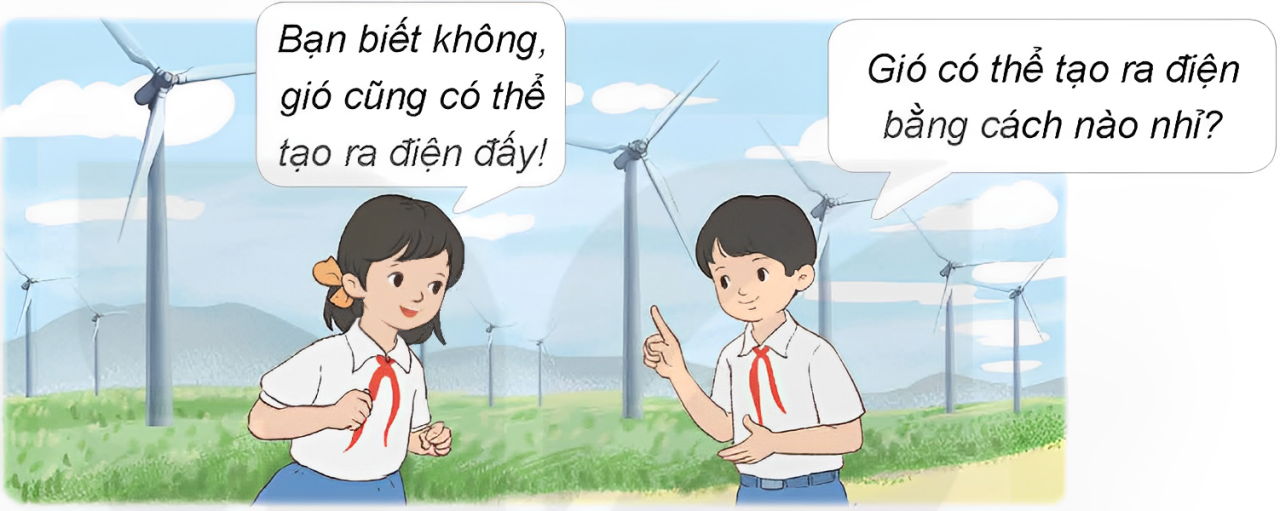 Bạn biết không,
gió cũng có thể
tạo ra điện đấy!
Gió có thể tạo ra điện
bằng cách nào nhỉ?